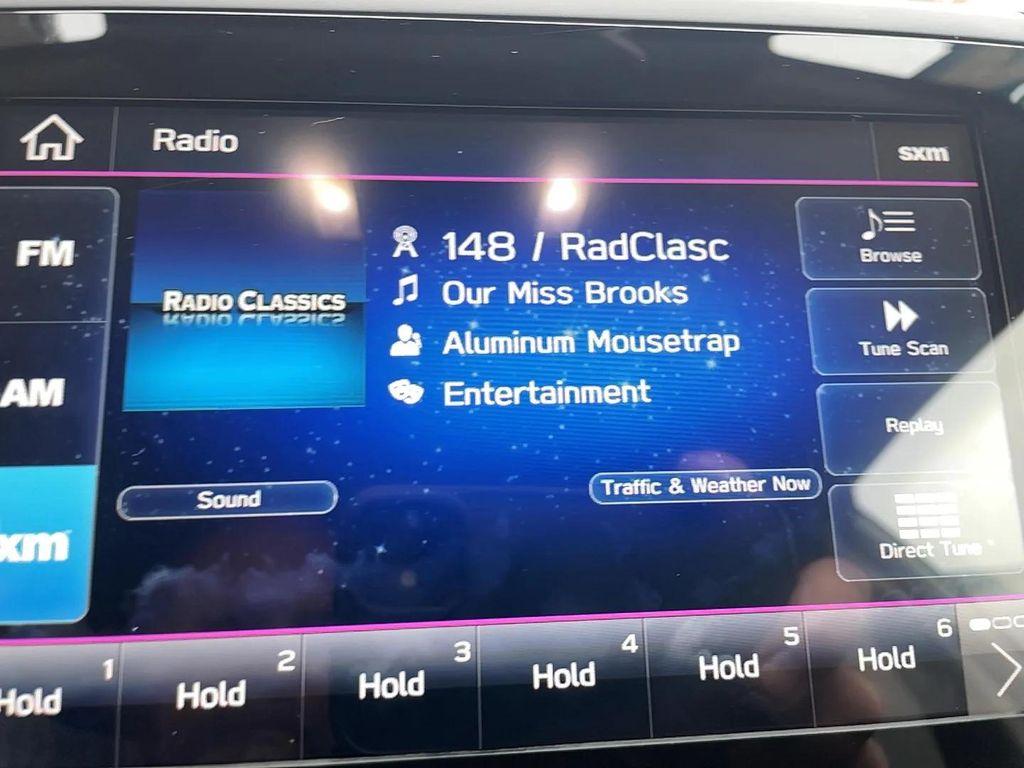 Radio
sxm
FM
AM
xm
RADIO CLASSICS
148 / RadClasc
Our Miss Brooks
Aluminum Mousetrap
Entertainment
Sound
Traffic & Weather Now
Browse
Tune Scan
Replay
Direct Tune
1
Hold
2
Hold
3
Hold
4
Hold
5
Hold
6
Hold